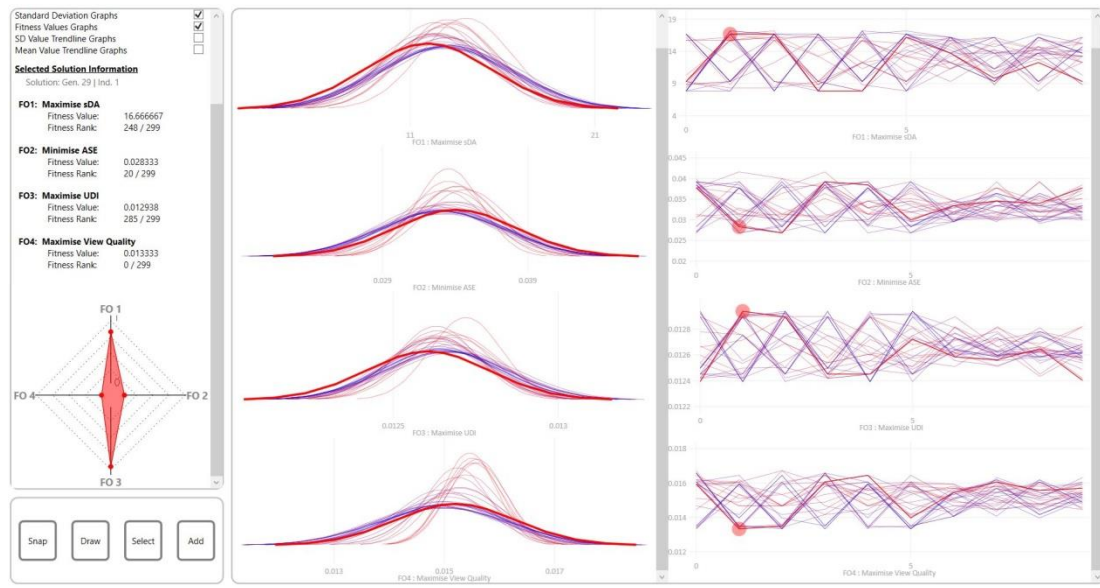 Standard Deviation Graphs
Fitness Values Graphs
SD Value Trendline Graphs
Mean Value Trendline Graphs
Selected Solution Information
Solution: Gen. 29 | Ind. 1
FO1: Maximise sDA
Fitness Value: 16.666667
Fitness Rank: 248 / 299
FO2: Minimise ASE
Fitness Value: 0.028333
Fitness Rank: 20 / 299
FO3: Maximise UDI
Fitness Value: 0.012938
Fitness Rank: 285 / 299
FO4: Maximise View Quality
Fitness Value: 0.013333
Fitness Rank: 0 / 299
FO 1
1
0
FO 4
FO 2
FO 3
Snap Draw Select Add
11 21
FO1 : Maximise sDA
0.029 0.039
FO2 : Minimise ASE
0.0125 0.013
FO3 : Maximise UDI
0.013 0.015 0.017
FO4 : Maximise View Quality
19
14
9
4
0 5
FO1 : Maximise sDA
0.045
0.04
0.035
0.03
0.025
0.02
0 5
FO2 : Minimise ASE
0.0128
0.0126
0.0124
0.0122
0 5
FO3 : Maximise UDI
0.018
0.016
0.014
0.012
0 5
FO4 : Maximise View Quality